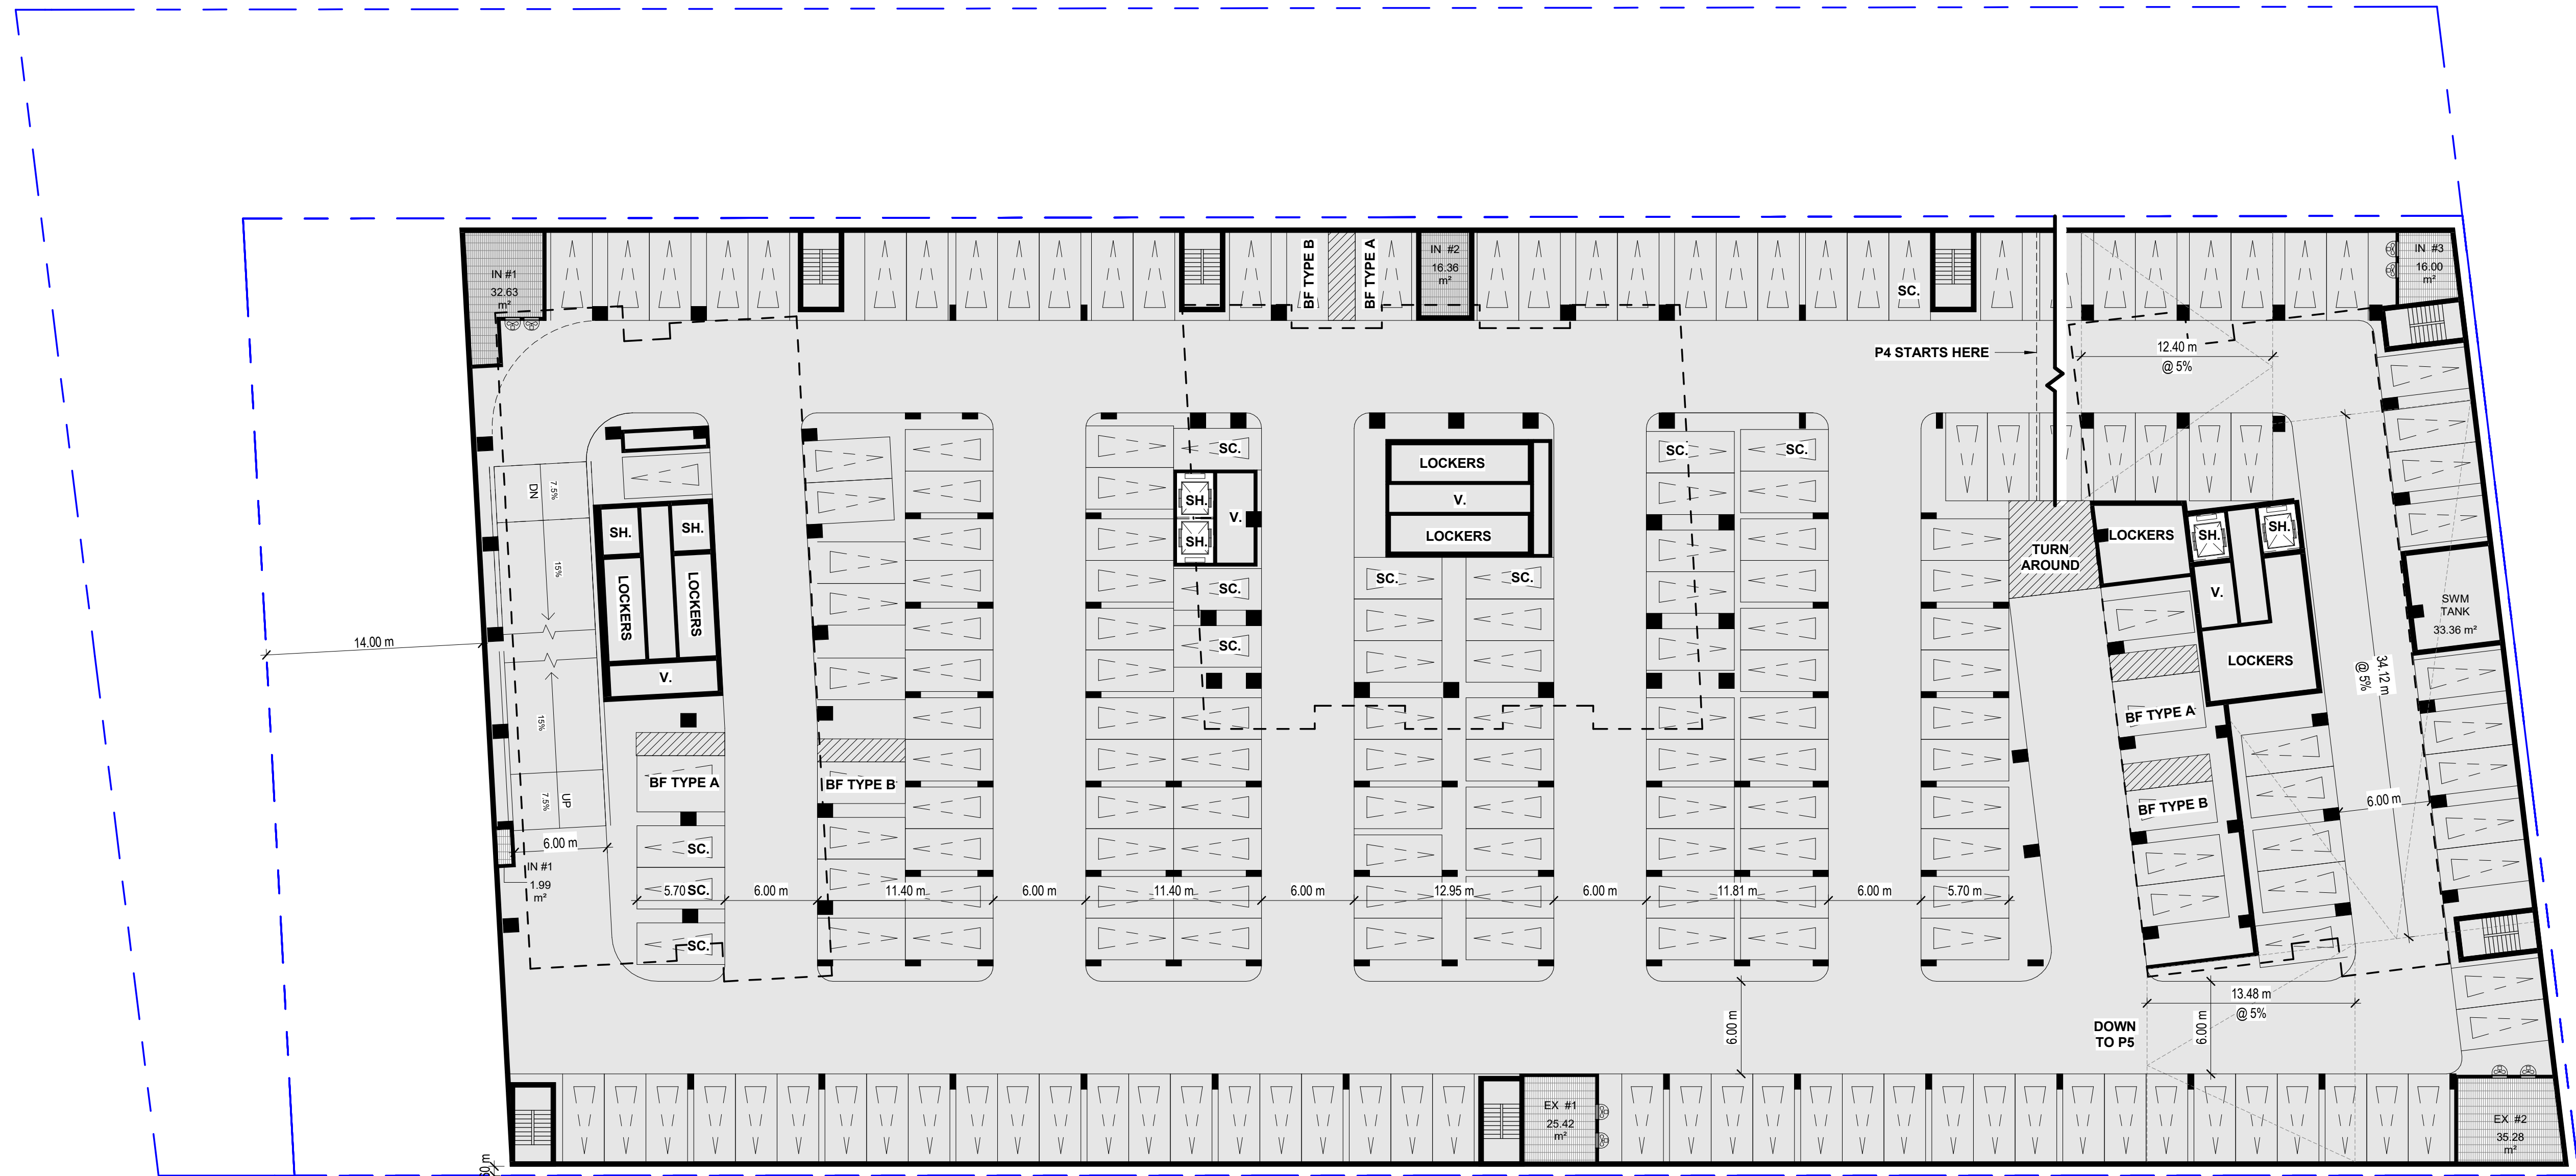 BF TYPE B
BF TYPE A
IN #1
32.63
m²
IN #2
16.36
m²
SC.
IN #3
16.00
m²
P4 STARTS HERE
12.40 m
@ 5%
SC.
SC.
SC.
LOCKERS
V.
LOCKERS
DN
7.5%
15%
SH.
SH.
LOCKERS
LOCKERS
V.
SH.
SH.
V.
SC.
SC.
SC.
SC.
TURN
AROUND
LOCKERS
SH.
SH.
V.
LOCKERS
SWM
TANK
33.36 m²
34.12 m
@ 5%
14.00 m
15%
7.5%
UP
6.00 m
IN #1
1.99
m²
BF TYPE A
BF TYPE B
SC.
BF TYPE A
BF TYPE B
6.00 m
5.70
SC.
6.00 m
11.40 m
6.00 m
11.40 m
6.00 m
12.95 m
6.00 m
11.81 m
6.00 m
5.70 m
SC.
6.00 m
DOWN
TO P5
6.00 m
13.48 m
@ 5%
EX #1
25.42
m²
EX #2
35.28
m²